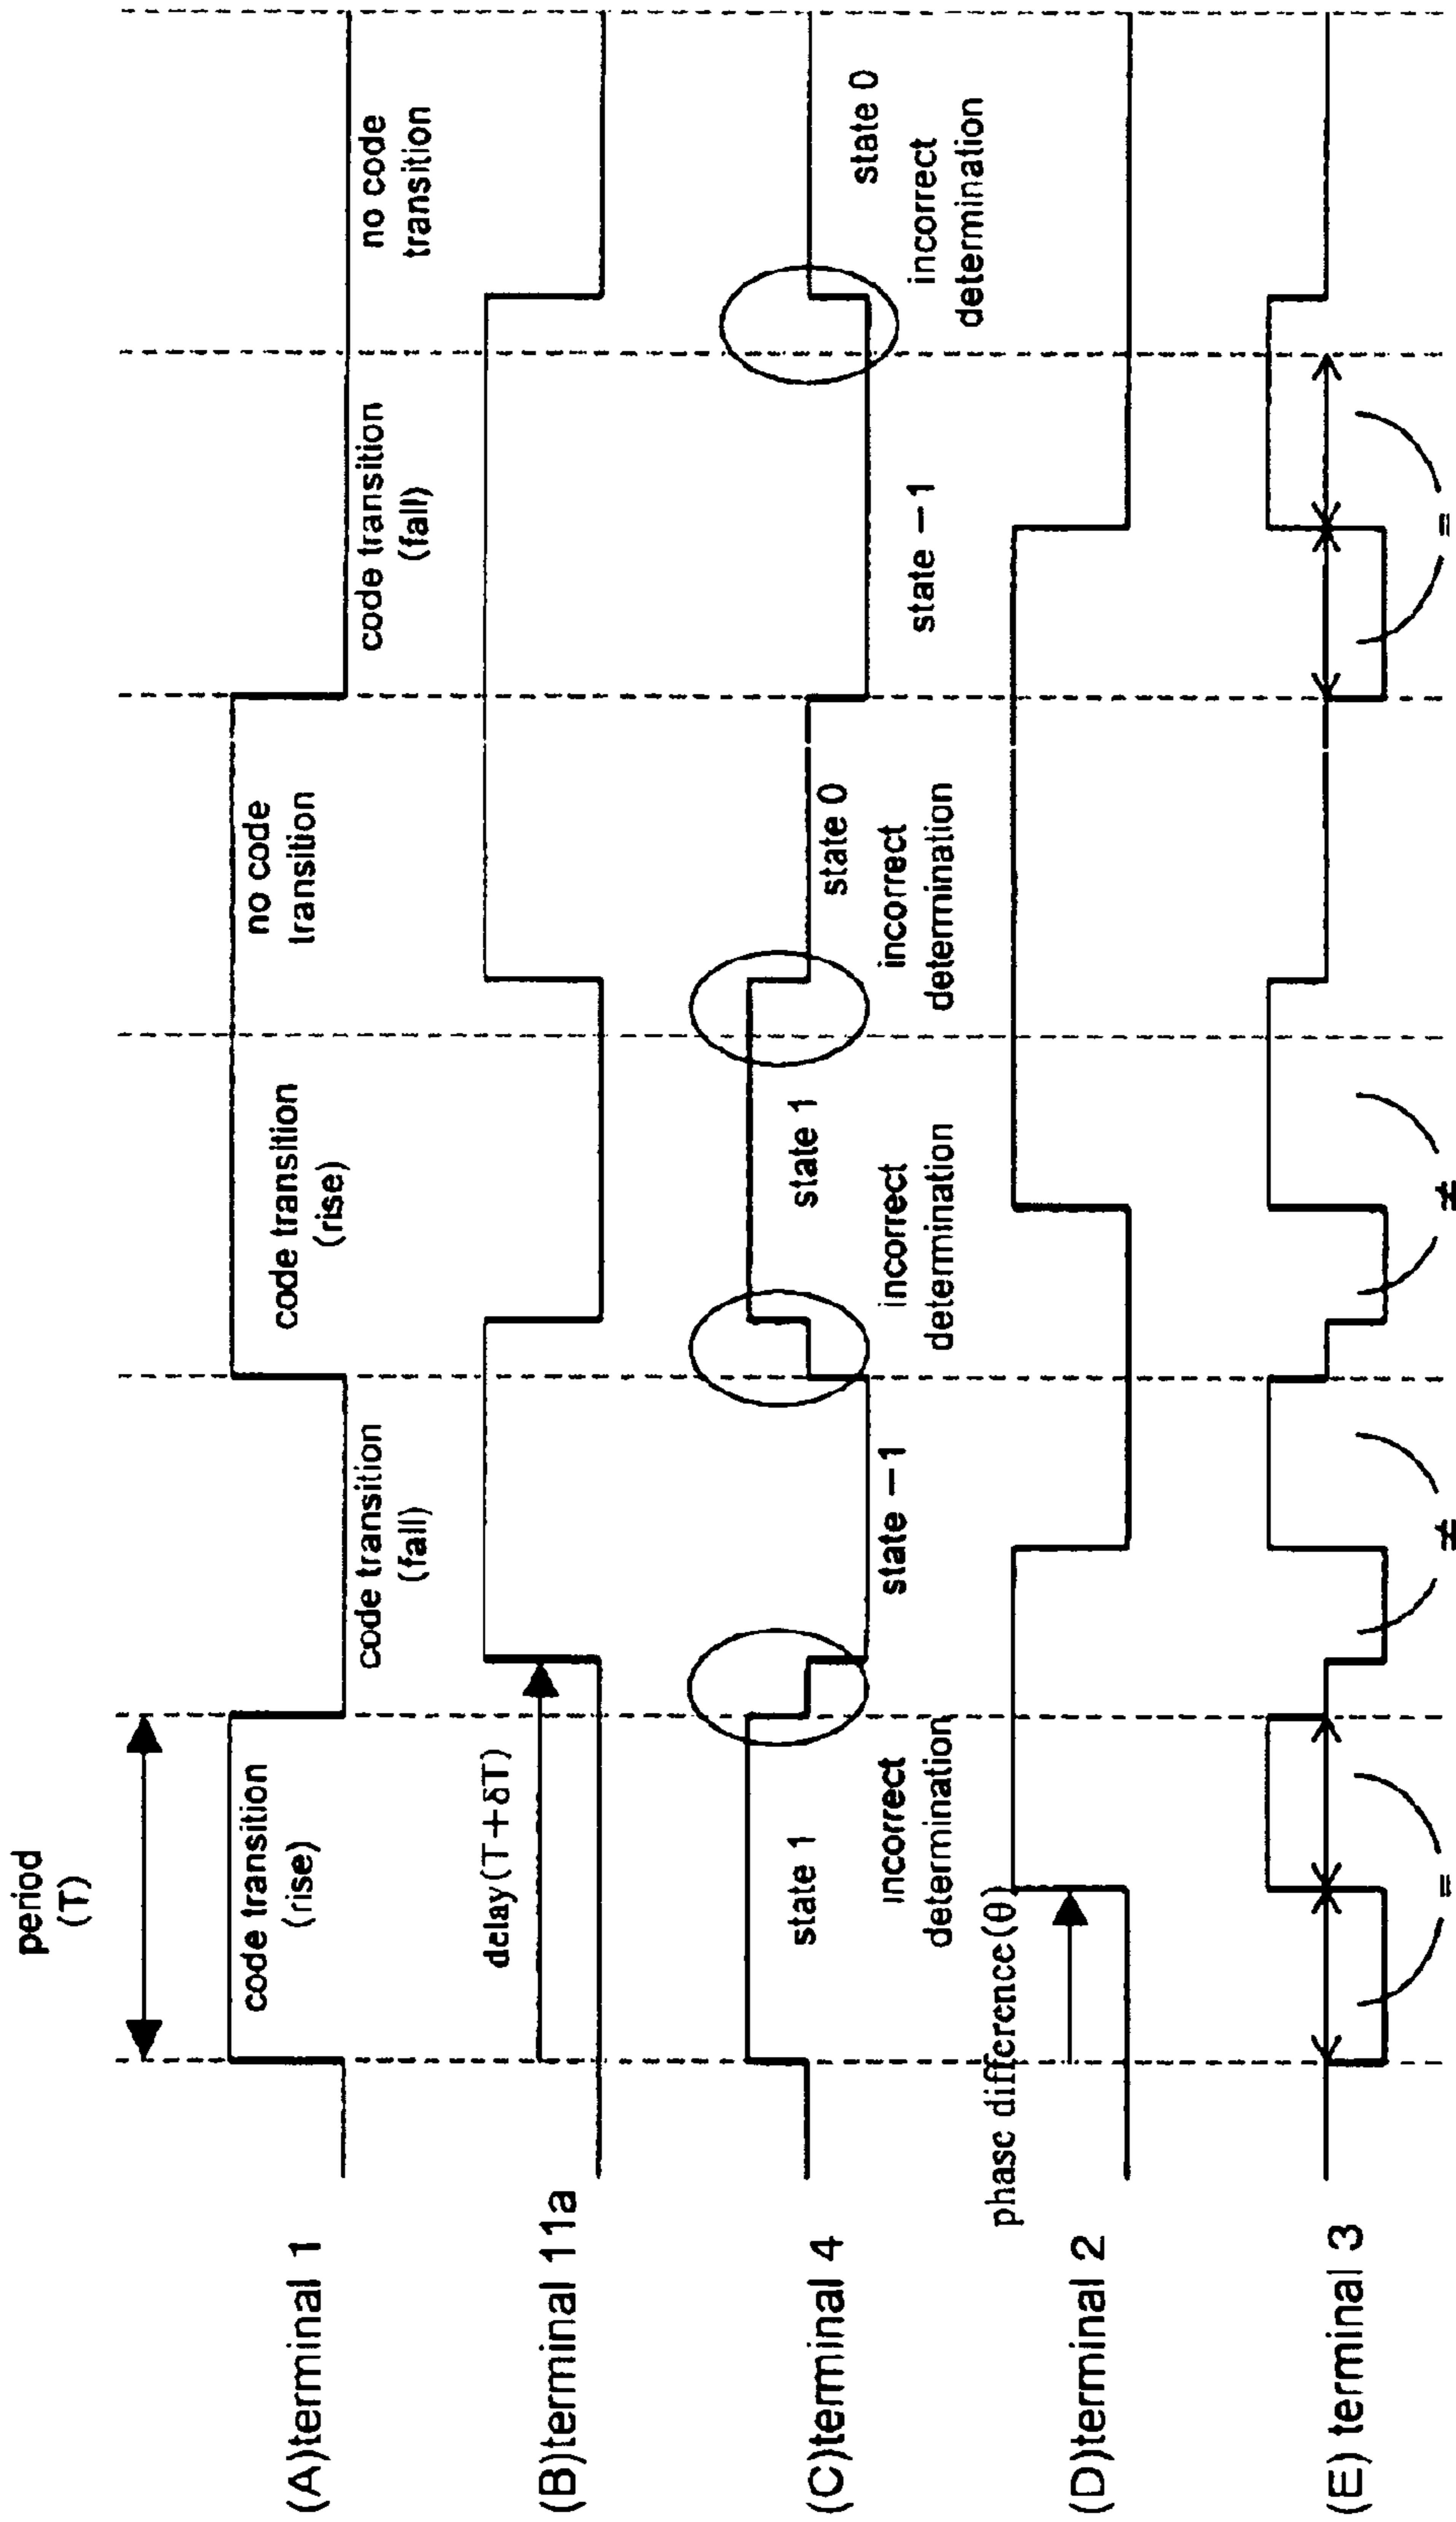 period
(T)
(A)terminal 1
code transition
(rise)
code transition
(fall)
code transition
(rise)
no code
transition
code transition
(fall)
no code
transition
(B)terminal 11a
delay(T+δT)
(C)terminal 4
state 1
incorrect
determination
state −1
state 1
incorrect
determination
state 0
incorrect
determination
state −1
state 0
incorrect
determination
(D)terminal 2
phase difference(θ)
(E) terminal 3
=
≠
≠
=